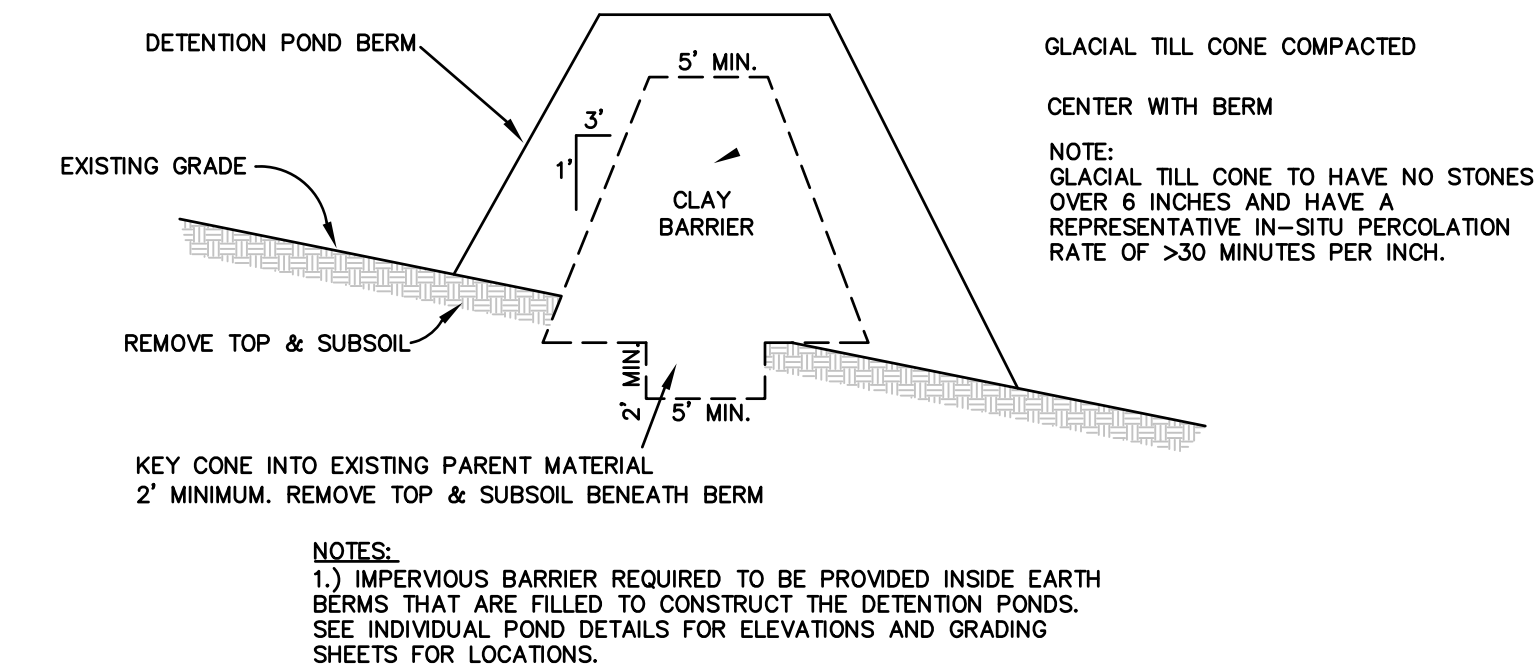 DETENTION POND BERM
5' MIN.
GLACIAL TILL CONE COMPACTED
CENTER WITH BERM
3'
1'
EXISTING GRADE
NOTE:
GLACIAL TILL CONE TO HAVE NO STONES
OVER 6 INCHES AND HAVE A
REPRESENTATIVE IN-SITU PERCOLATION
RATE OF >30 MINUTES PER INCH.
CLAY
BARRIER
REMOVE TOP & SUBSOIL
2' MIN.
5' MIN.
KEY CONE INTO EXISTING PARENT MATERIAL
2' MINIMUM. REMOVE TOP & SUBSOIL BENEATH BERM
NOTES:
1.) IMPERVIOUS BARRIER REQUIRED TO BE PROVIDED INSIDE EARTH
BERMS THAT ARE FILLED TO CONSTRUCT THE DETENTION PONDS.
SEE INDIVIDUAL POND DETAILS FOR ELEVATIONS AND GRADING
SHEETS FOR LOCATIONS.